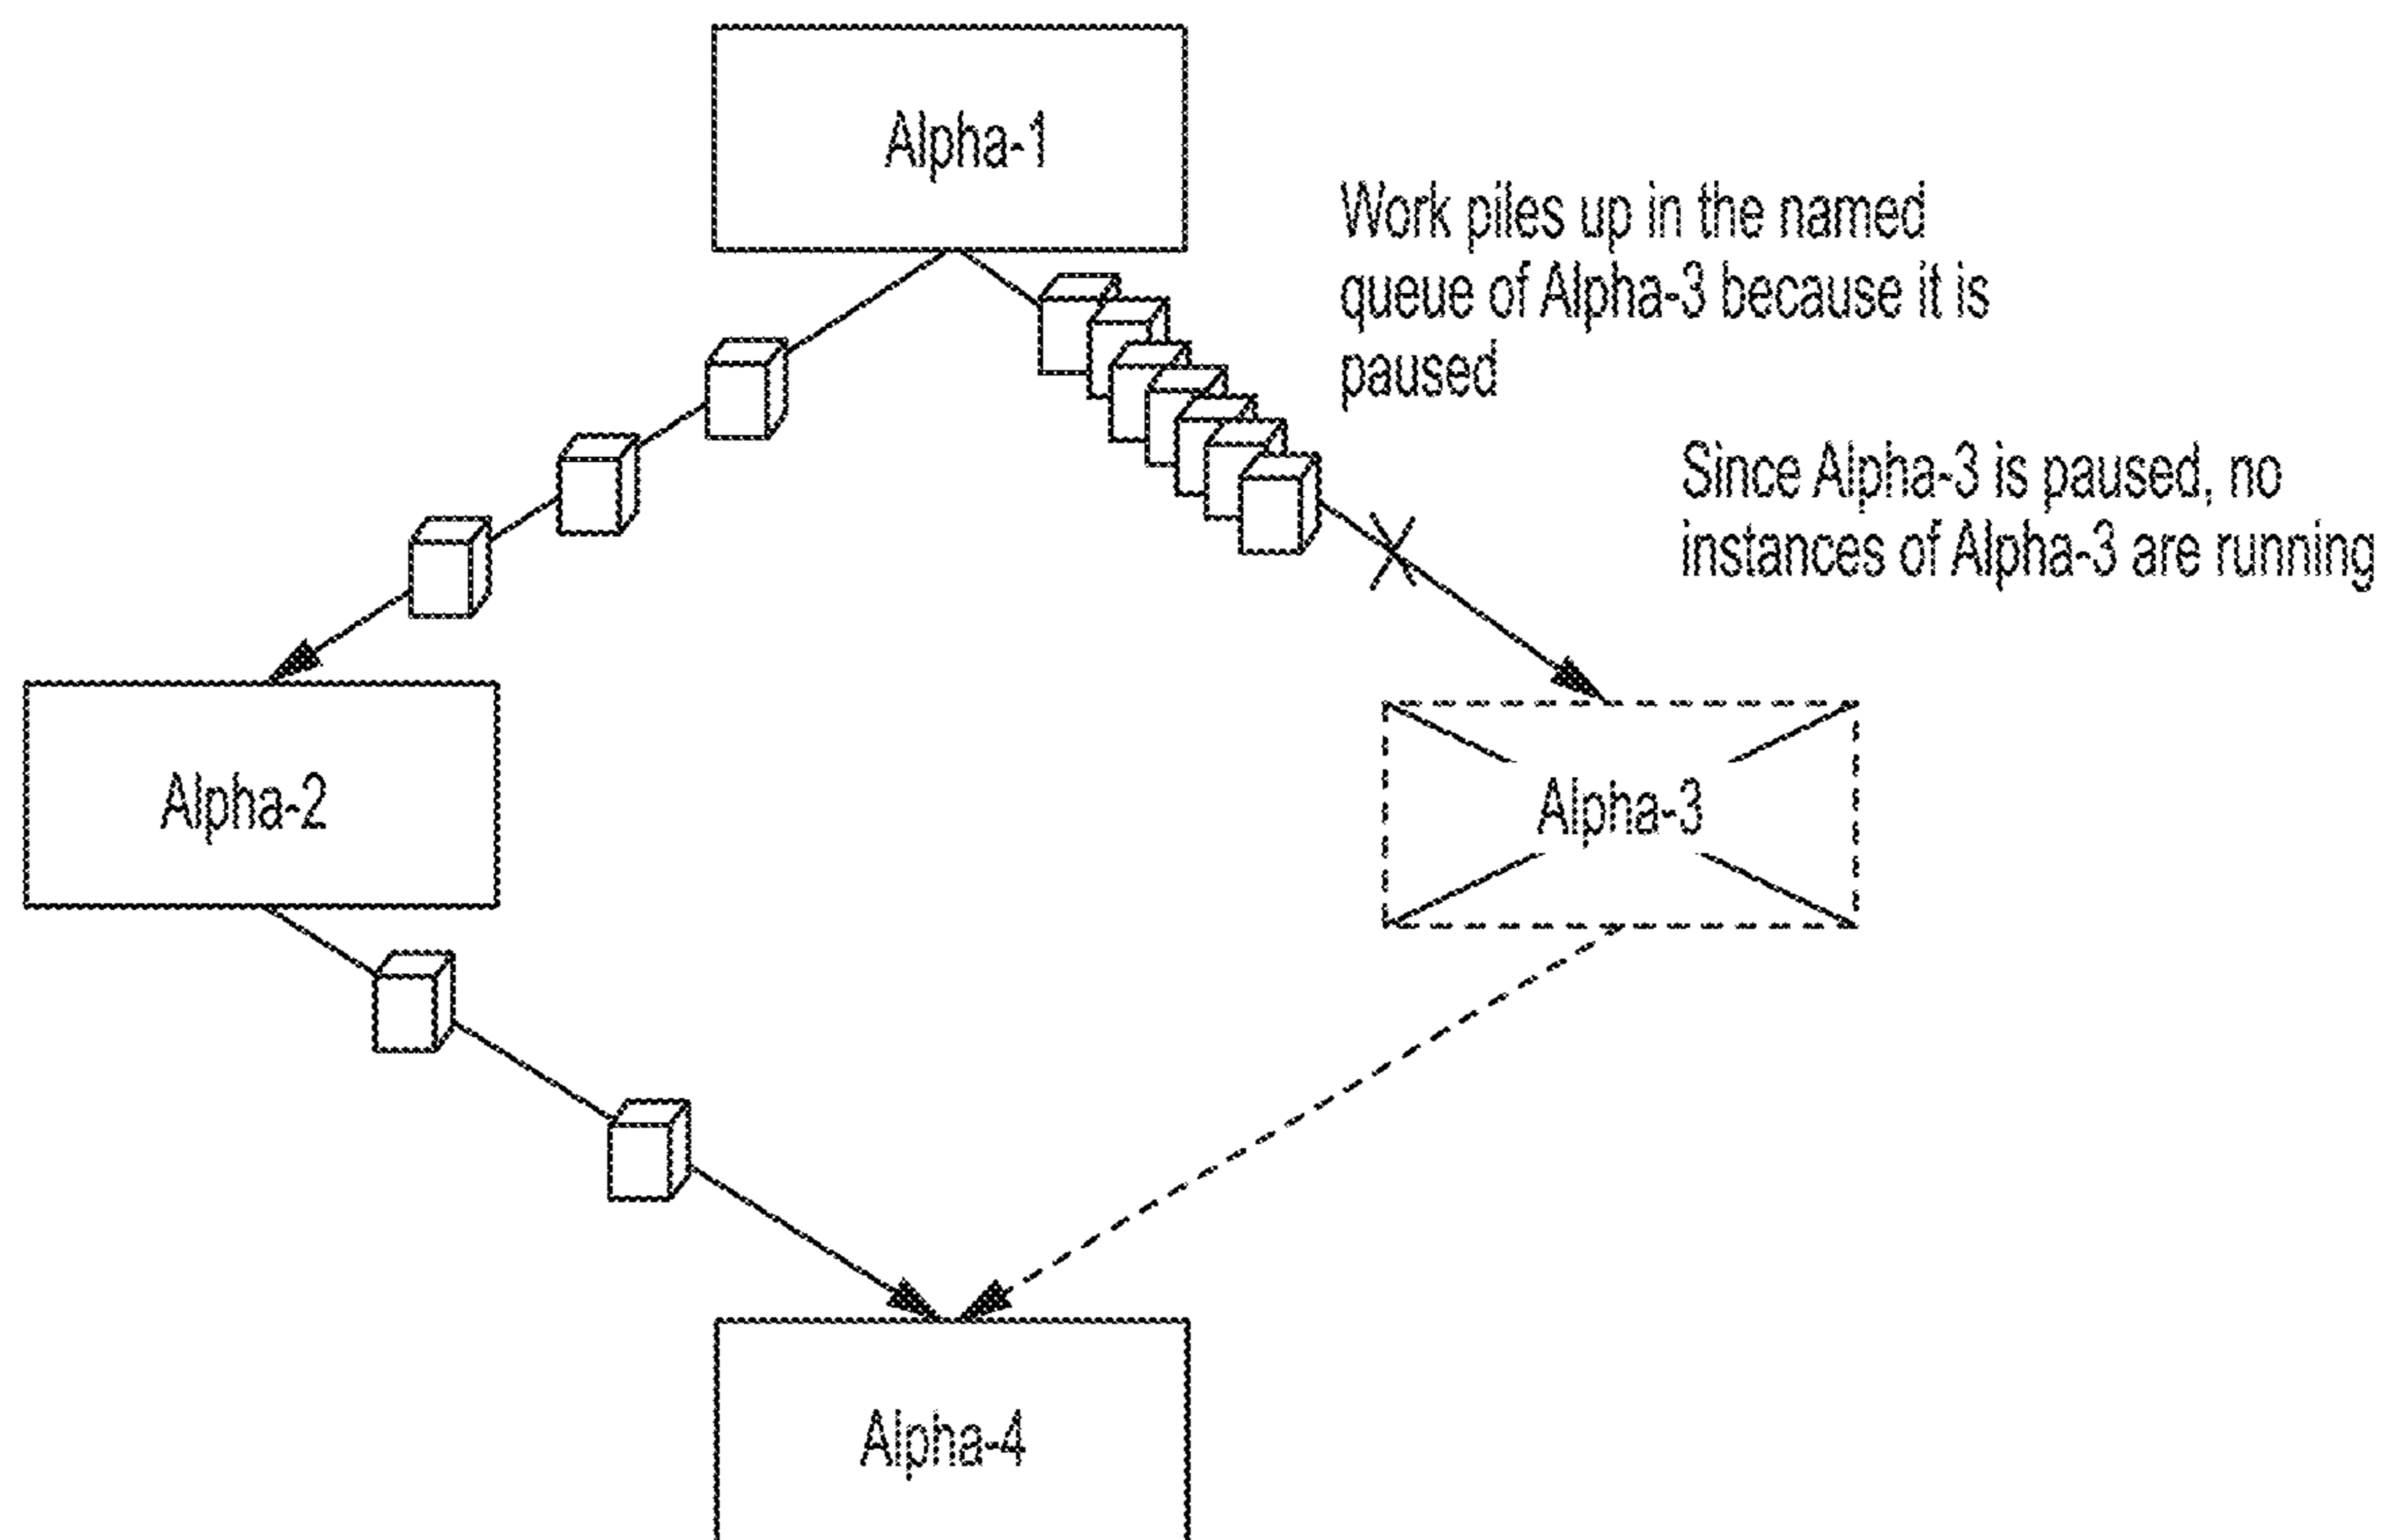 Alpha-1
Work piles up in the named
queue of Alpha-3 because it is
paused
Since Alpha-3 is paused, no
instances of Alpha-3 are running
Alpha-2
Alpha-3
Alpha-4